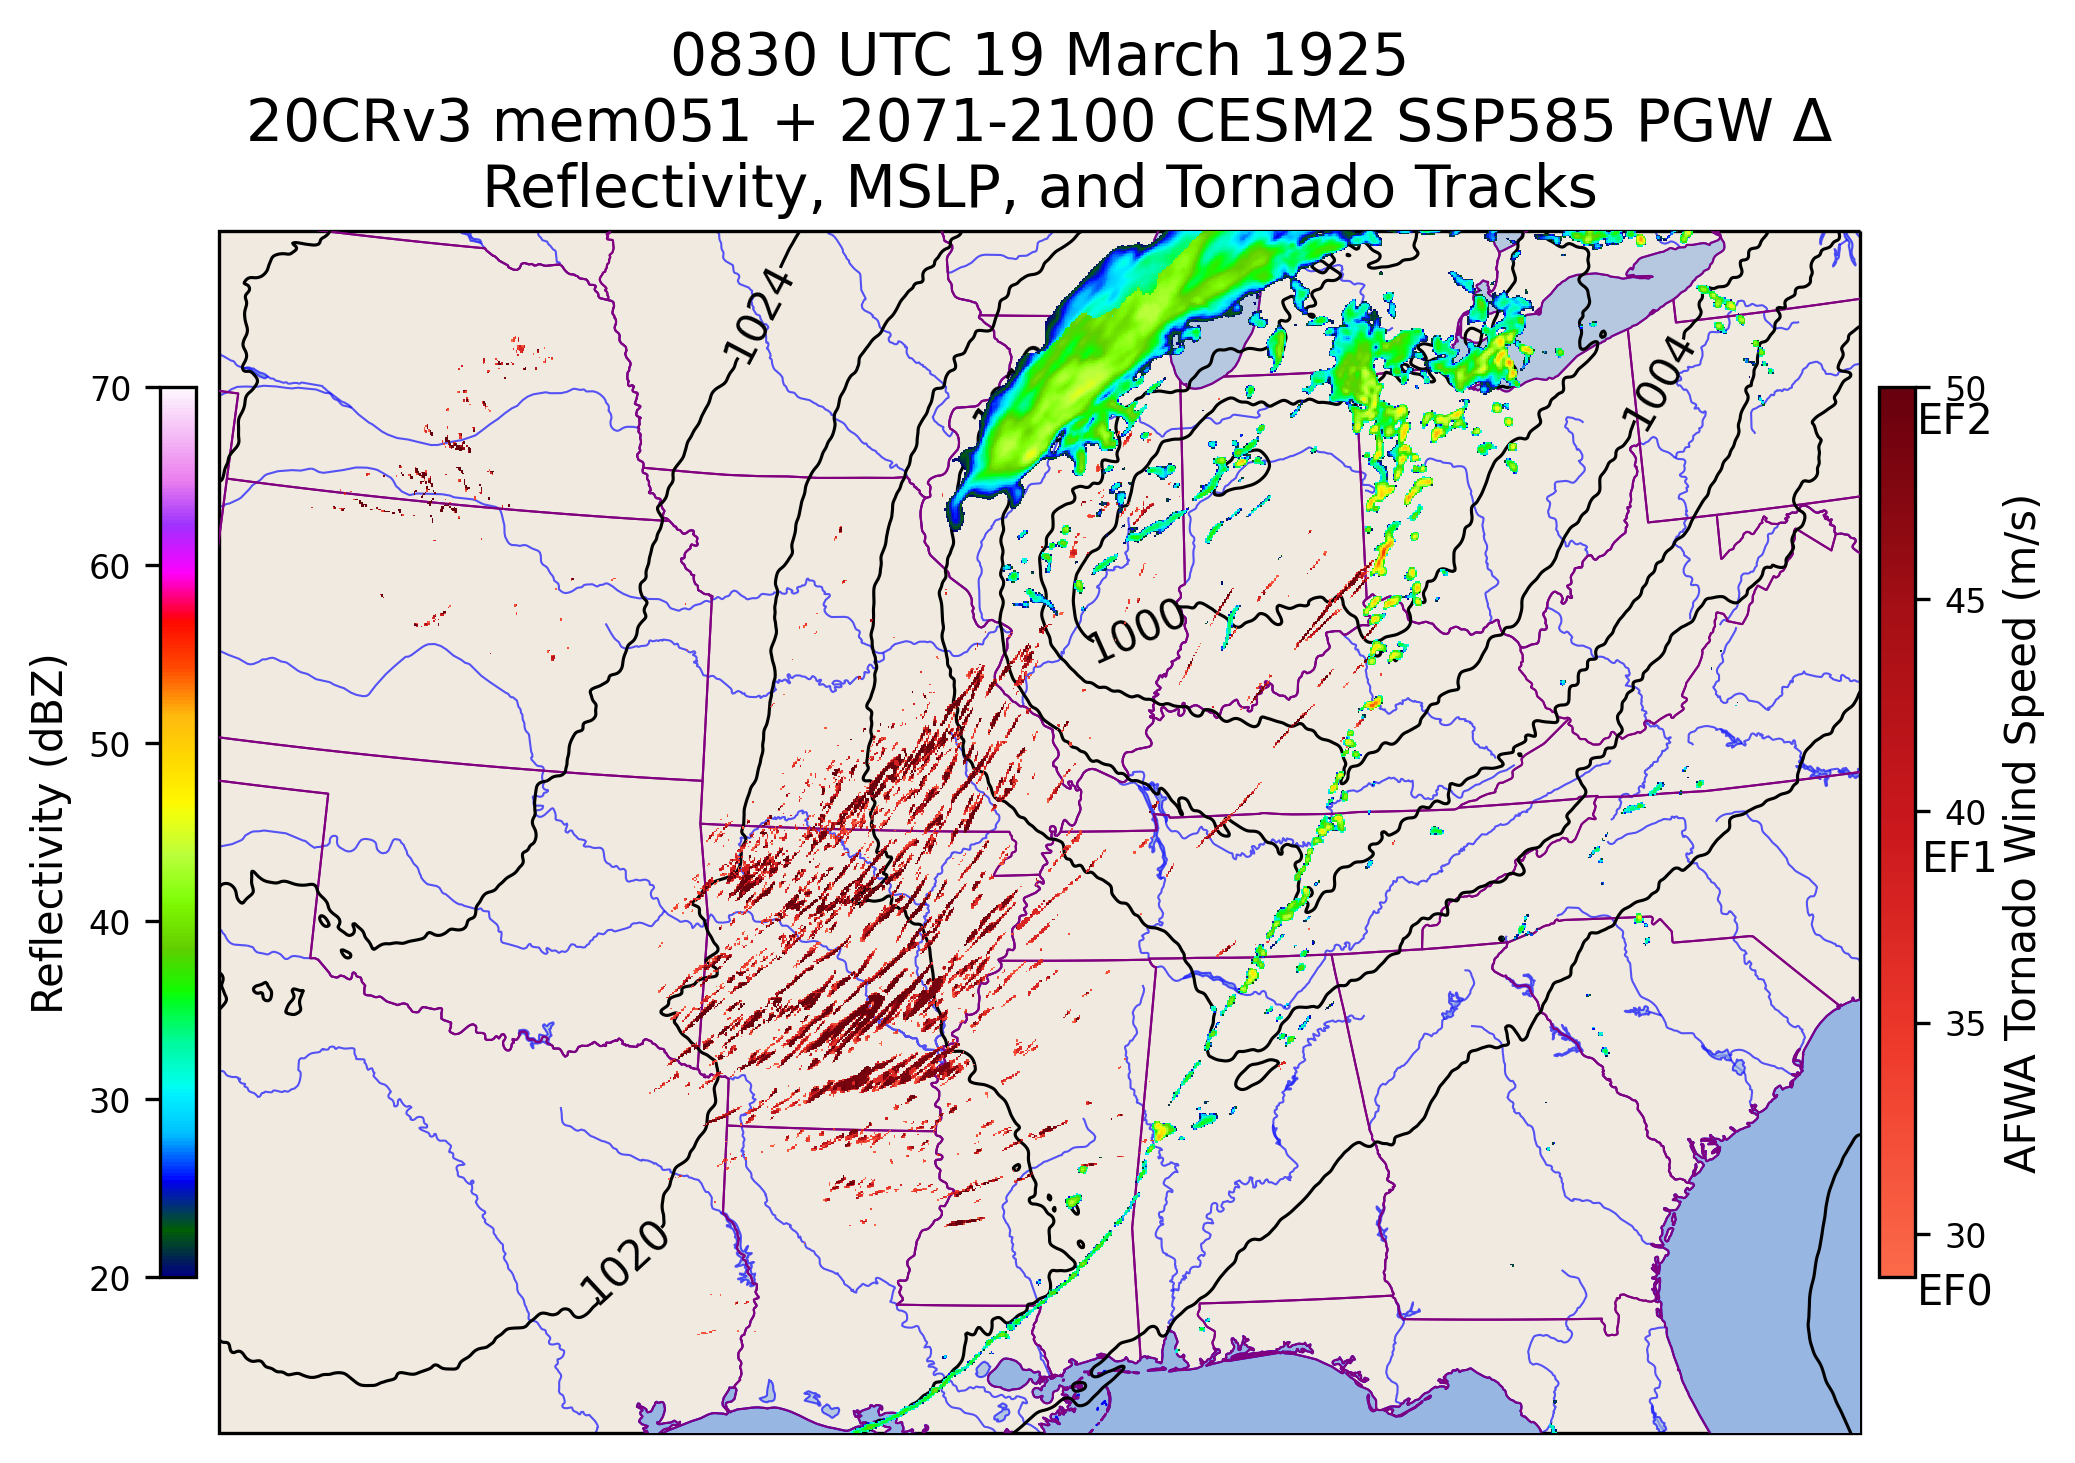 0830 UTC 19 March 1925
20CRv3 mem051 + 2071-2100 CESM2 SSP585 PGW Δ
Reflectivity, MSLP, and Tornado Tracks
70
60
50
40
30
20
Reflectivity (dBZ)
1024
1004
1000
1020
50
EF2
45
40
EF1
35
30
EF0
AFWA Tornado Wind Speed (m/s)